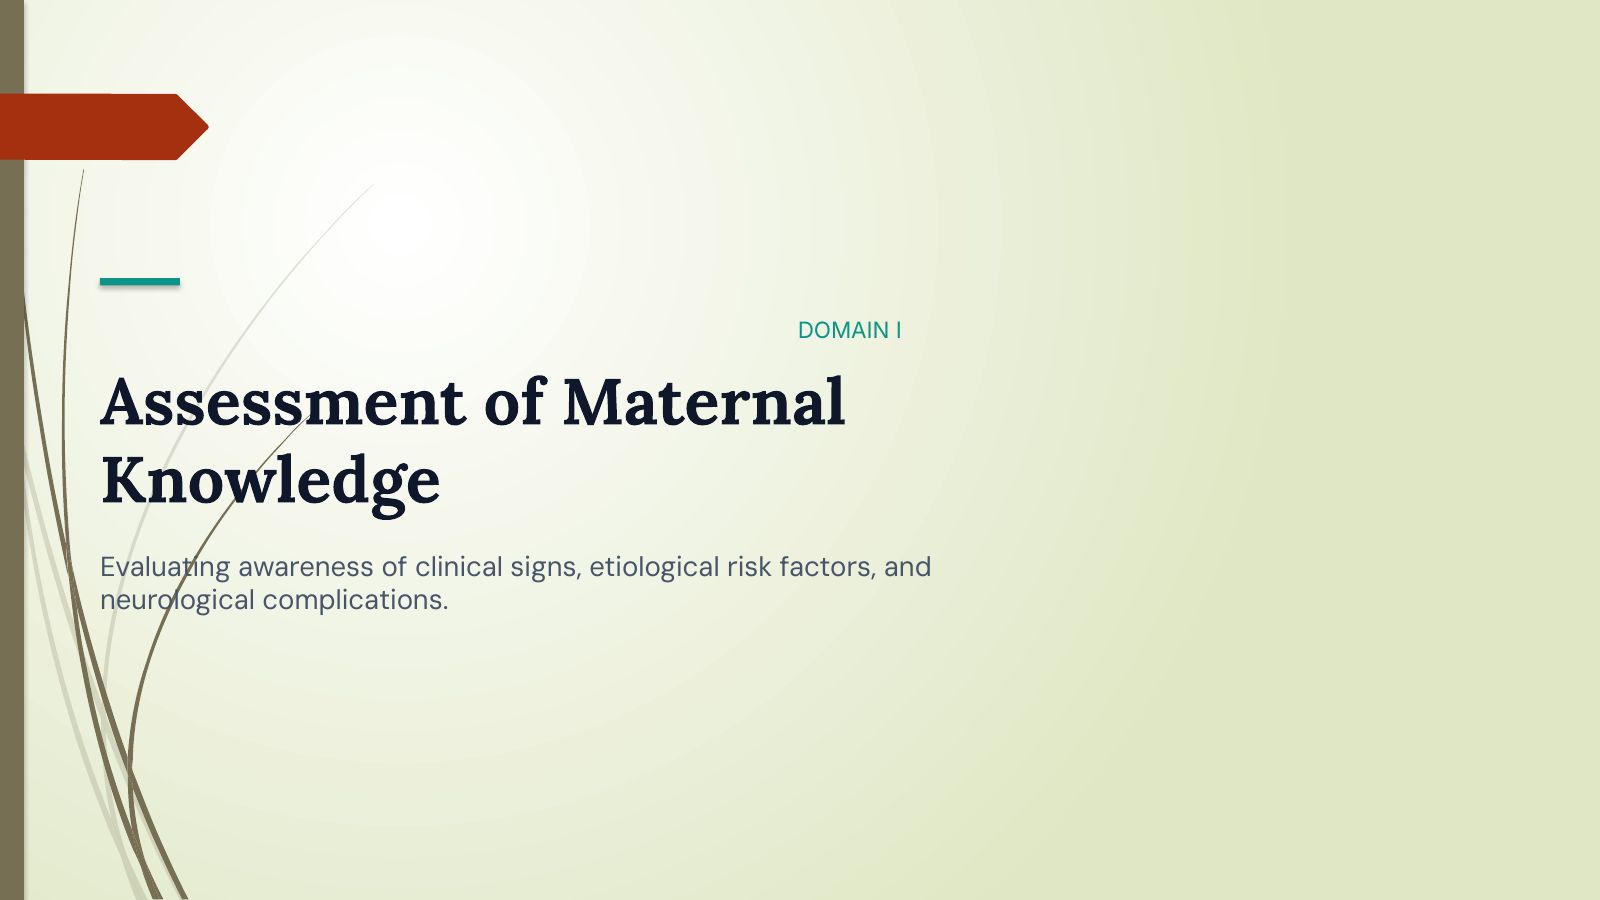 DOMAIN I
Assessment of Maternal
Knowledge
Evaluating awareness of clinical signs, etiological risk factors, and
neurological complications.